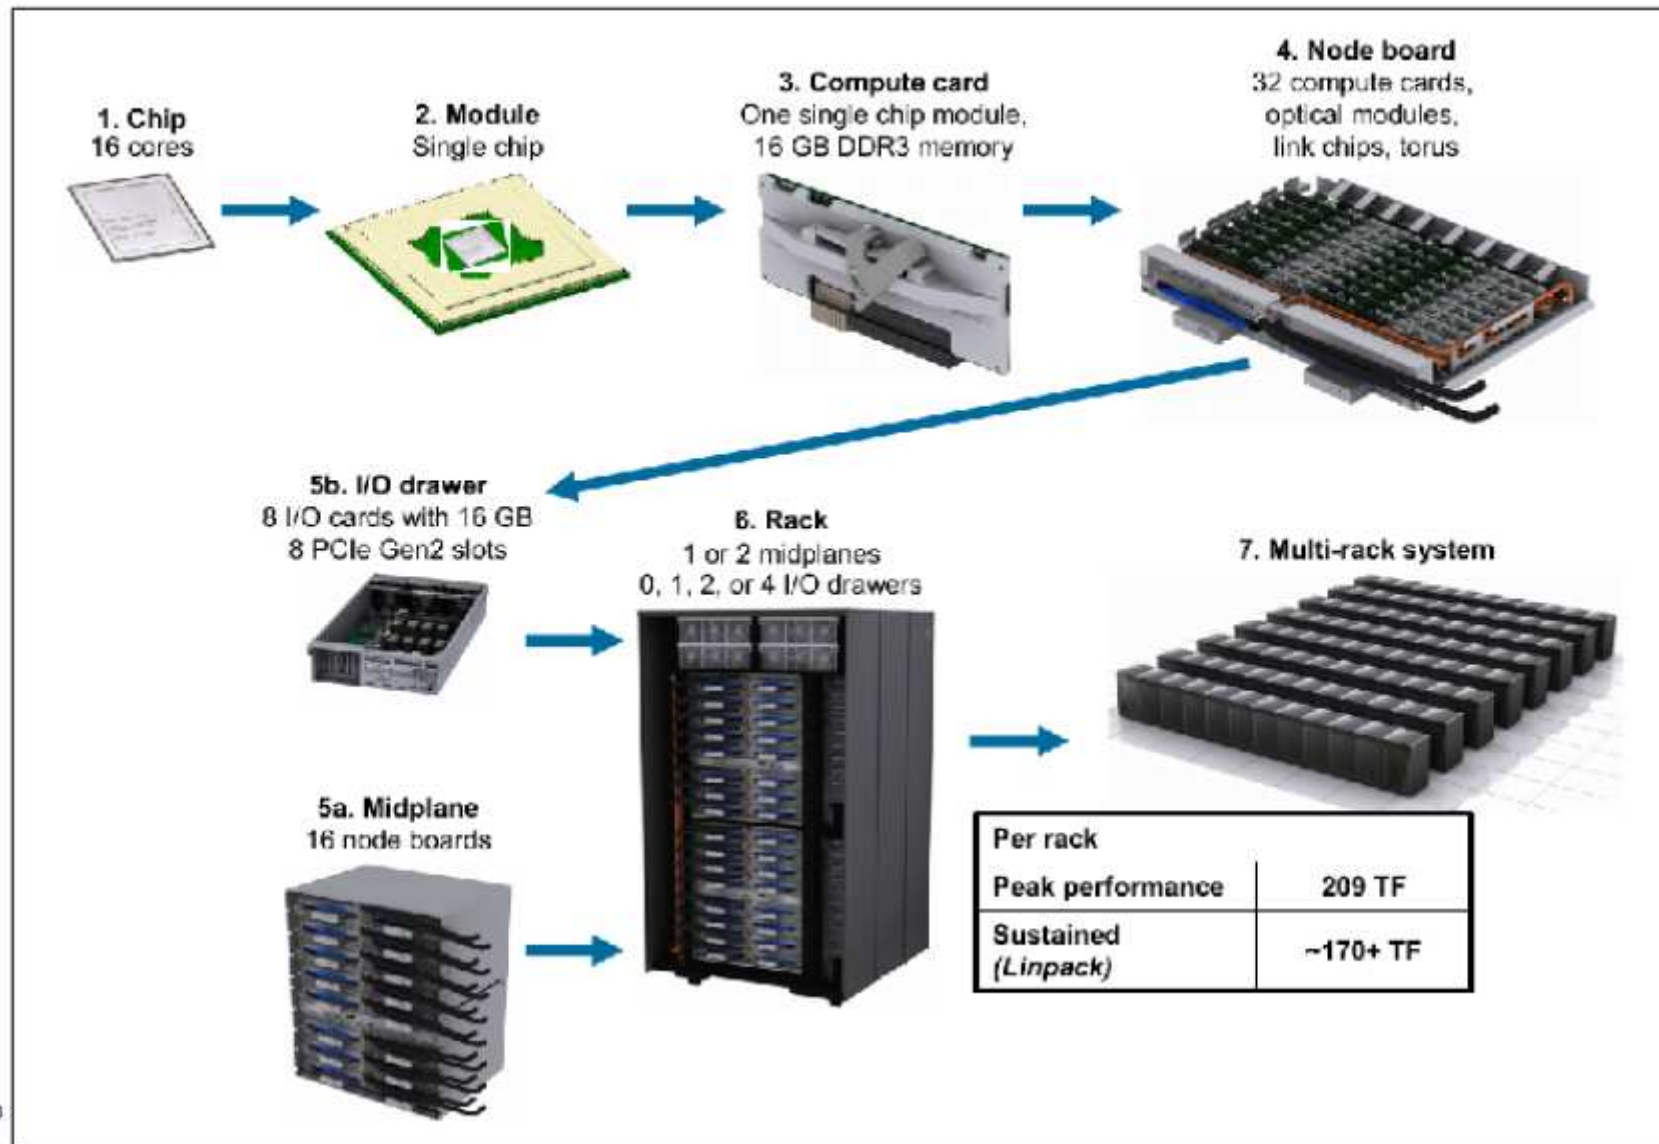 1. Chip
16 cores
2. Module
Single chip
3. Compute card
One single chip module,
16 GB DDR3 memory
4. Node board
32 compute cards,
optical modules,
link chips, torus
5b. I/O drawer
8 I/O cards with 16 GB
8 PCIe Gen2 slots
6. Rack
1 or 2 midplanes
0, 1, 2, or 4 I/O drawers
7. Multi-rack system
5a. Midplane
16 node boards
Per rack
Peak performance 209 TF
Sustained
(Linpack) ~170+ TF